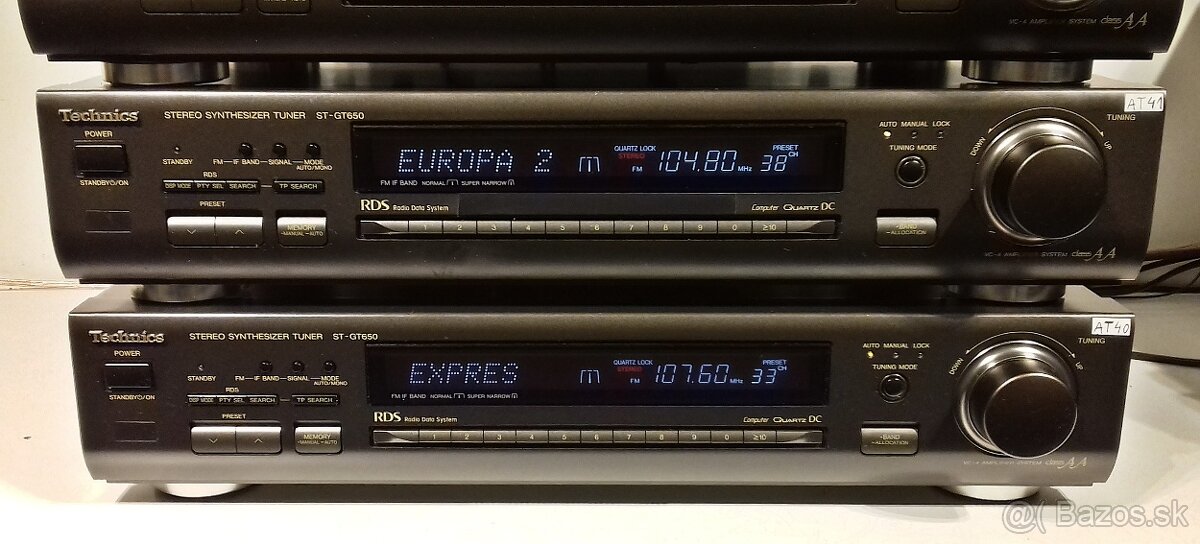 VC-4 AMPLIFIER SYSTEM class AA
AT41
Technics STEREO SYNTHESIZER TUNER ST-GT650
POWER
STANDBY ⏻/ON
STANDBY FM IF BAND SIGNAL MODE
AUTO/MONO
RDS
DISP MODE PTY SEL SEARCH TP SEARCH
PRESET
MEMORY
–MANUAL –AUTO
EUROPA 2 m
QUARTZ LOCK
STEREO
FM 104.80 MHz
PRESET
38 CH
FM IF BAND NORMAL SUPER NARROW
RDS Radio Data System
Computer QUARTZ DC
1 2 3 4 5 6 7 8 9 0 ≥10
AUTO MANUAL LOCK
TUNING MODE
BAND
–ALLOCATION
TUNING
DOWN UP
VC-4 AMPLIFIER SYSTEM class AA
AT40
Technics STEREO SYNTHESIZER TUNER ST-GT650
POWER
STANDBY ⏻/ON
STANDBY FM IF BAND SIGNAL MODE
AUTO/MONO
RDS
DISP MODE PTY SEL SEARCH TP SEARCH
PRESET
MEMORY
–MANUAL –AUTO
EXPRES m
QUARTZ LOCK
STEREO
FM 107.60 MHz
PRESET
33 CH
FM IF BAND NORMAL SUPER NARROW
RDS Radio Data System
Computer QUARTZ DC
1 2 3 4 5 6 7 8 9 0 ≥10
AUTO MANUAL LOCK
TUNING MODE
BAND
–ALLOCATION
TUNING
DOWN UP
VC-4 AMPLIFIER SYSTEM class AA
@( Bazos.sk